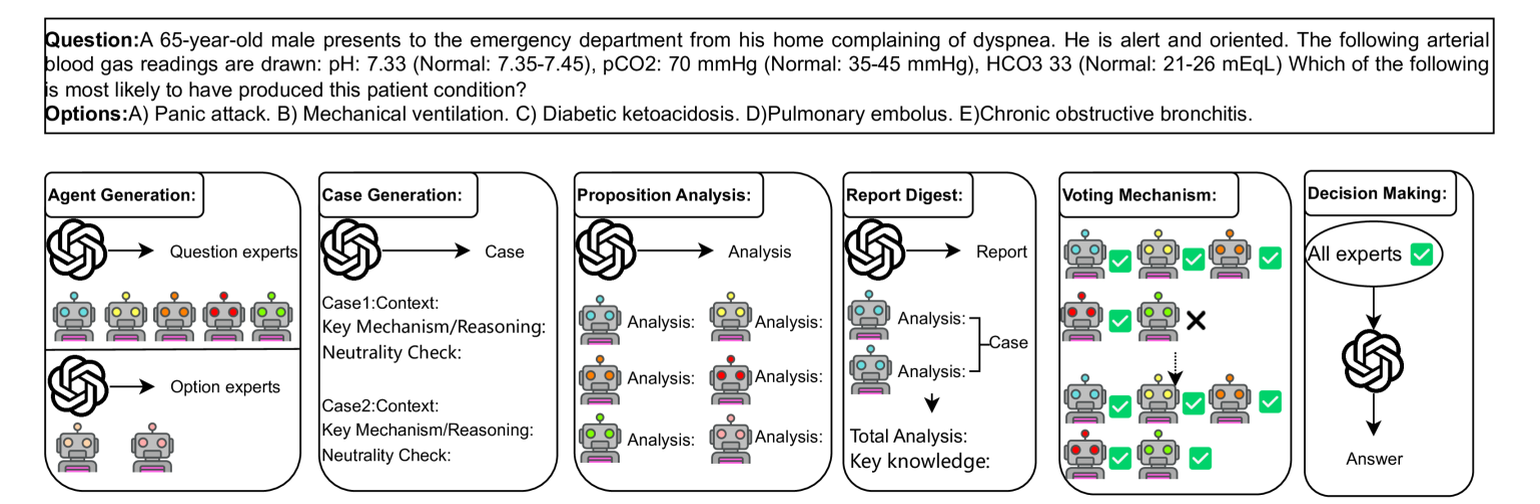 Question:A 65-year-old male presents to the emergency department from his home complaining of dyspnea. He is alert and oriented. The following arterial
blood gas readings are drawn: pH: 7.33 (Normal: 7.35-7.45), pCO2: 70 mmHg (Normal: 35-45 mmHg), HCO3 33 (Normal: 21-26 mEqL) Which of the following
is most likely to have produced this patient condition?
Options:A) Panic attack. B) Mechanical ventilation. C) Diabetic ketoacidosis. D)Pulmonary embolus. E)Chronic obstructive bronchitis.
Agent Generation:
Question experts
Option experts
Case Generation:
Case
Case1:Context:
Key Mechanism/Reasoning:
Neutrality Check:
Case2:Context:
Key Mechanism/Reasoning:
Neutrality Check:
Proposition Analysis:
Analysis
Analysis:
Analysis:
Analysis:
Analysis:
Analysis:
Analysis:
Report Digest:
Report
Analysis:
Case
Analysis:
Total Analysis:
Key knowledge:
Voting Mechanism:
Decision Making:
All experts
Answer